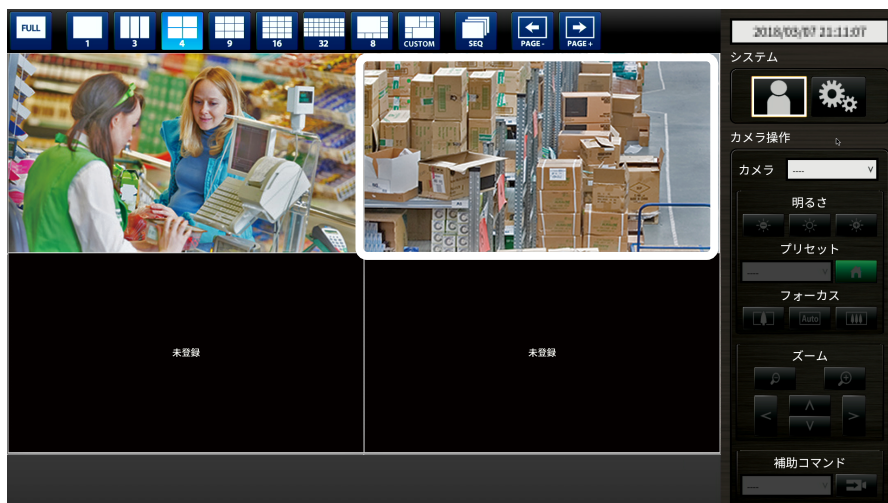 FULL
1
3
4
9
16
32
8
CUSTOM
SEQ
PAGE -
PAGE +
2018/03/07 21:11:07
システム
カメラ操作
カメラ
----
明るさ
プリセット
----
フォーカス
Auto
ズーム
補助コマンド
----
未登録
未登録